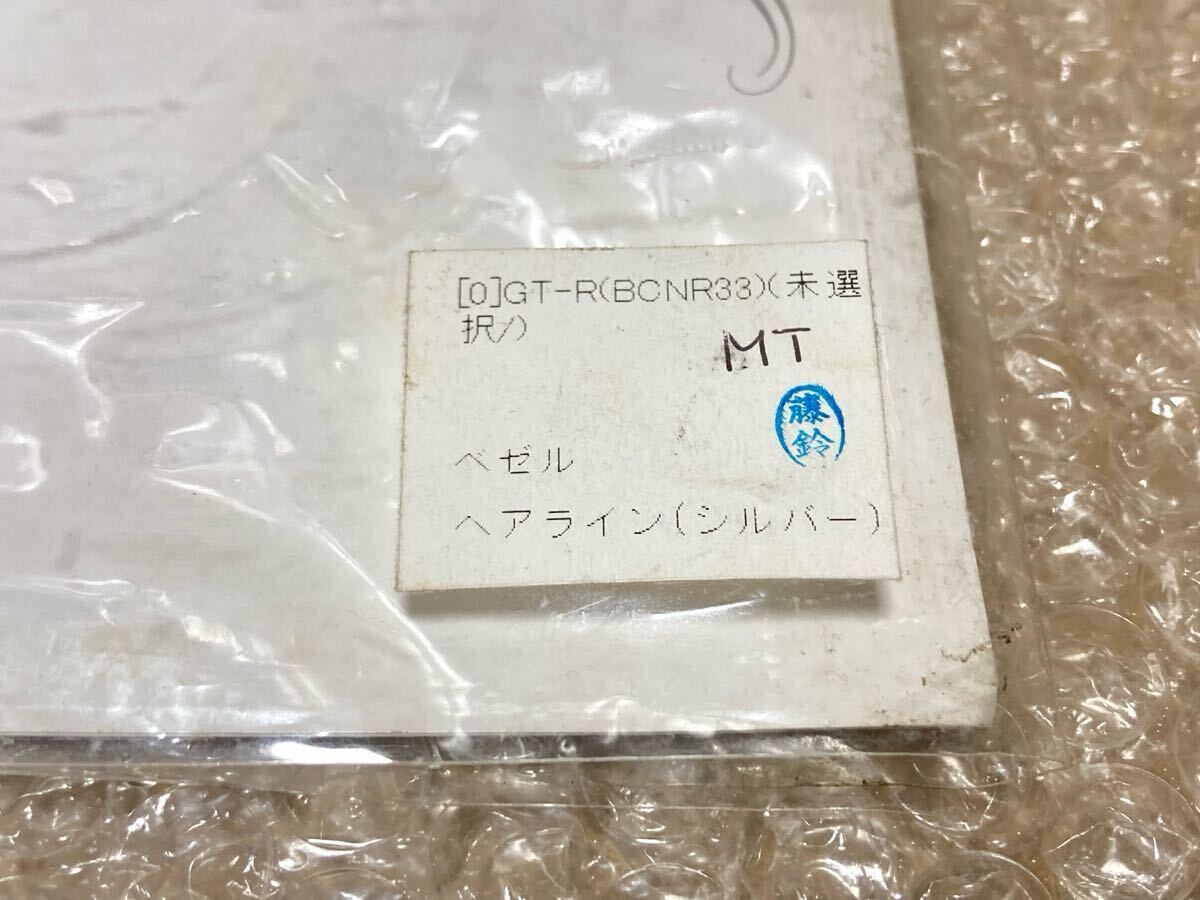 [0]GT-R(BCNR33)(未選
択/)
MT
藤
鈴
ベゼル
ヘアライン(シルバー)